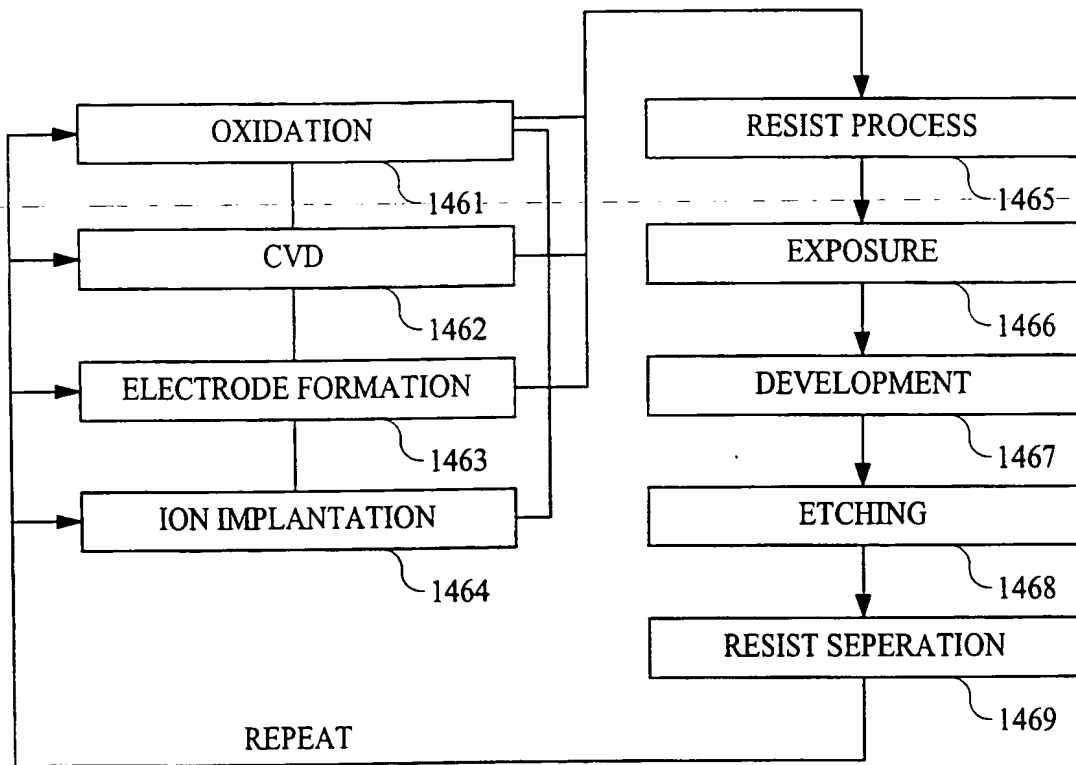 OXIDATION
1461
CVD
1462
ELECTRODE FORMATION
1463
ION IMPLANTATION
1464
RESIST PROCESS
1465
EXPOSURE
1466
DEVELOPMENT
1467
ETCHING
1468
RESIST SEPERATION
1469
REPEAT